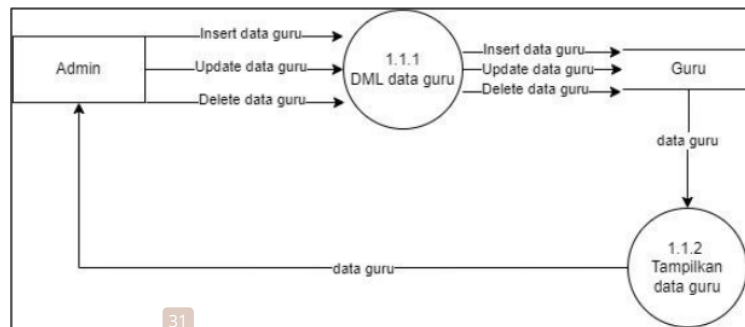 Admin
Insert data guru
Update data guru
Delete data guru
1.1.1
DML data guru
Insert data guru
Update data guru
Delete data guru
Guru
data guru
1.1.2
Tampilkan
data guru
data guru
31